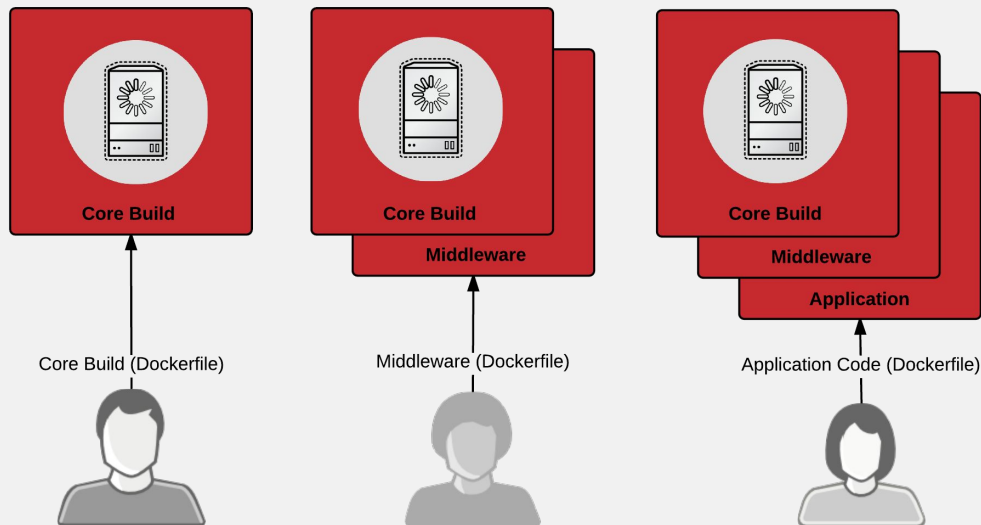 Core Build
Core Build
Middleware
Core Build
Middleware
Application
Core Build (Dockerfile)
Middleware (Dockerfile)
Application Code (Dockerfile)